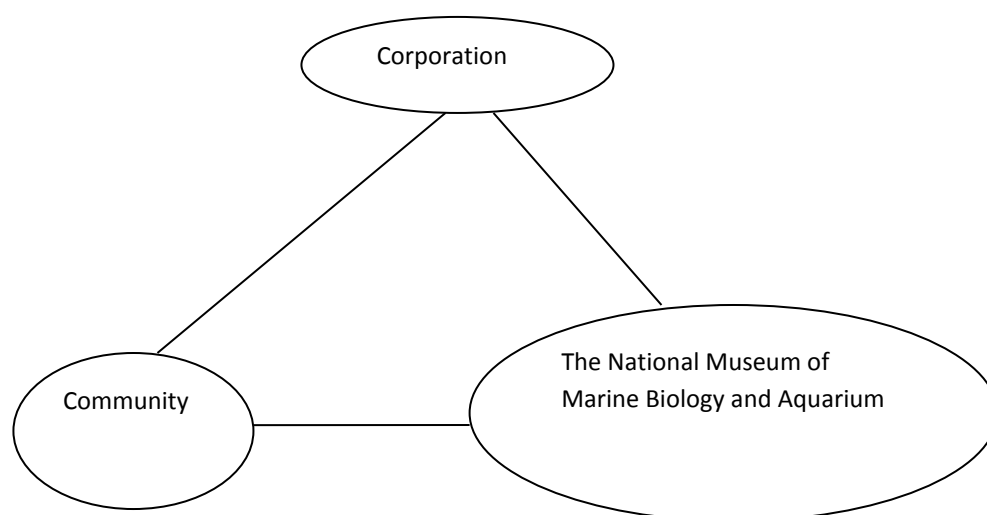 Corporation
The National Museum of
Marine Biology and Aquarium
Community